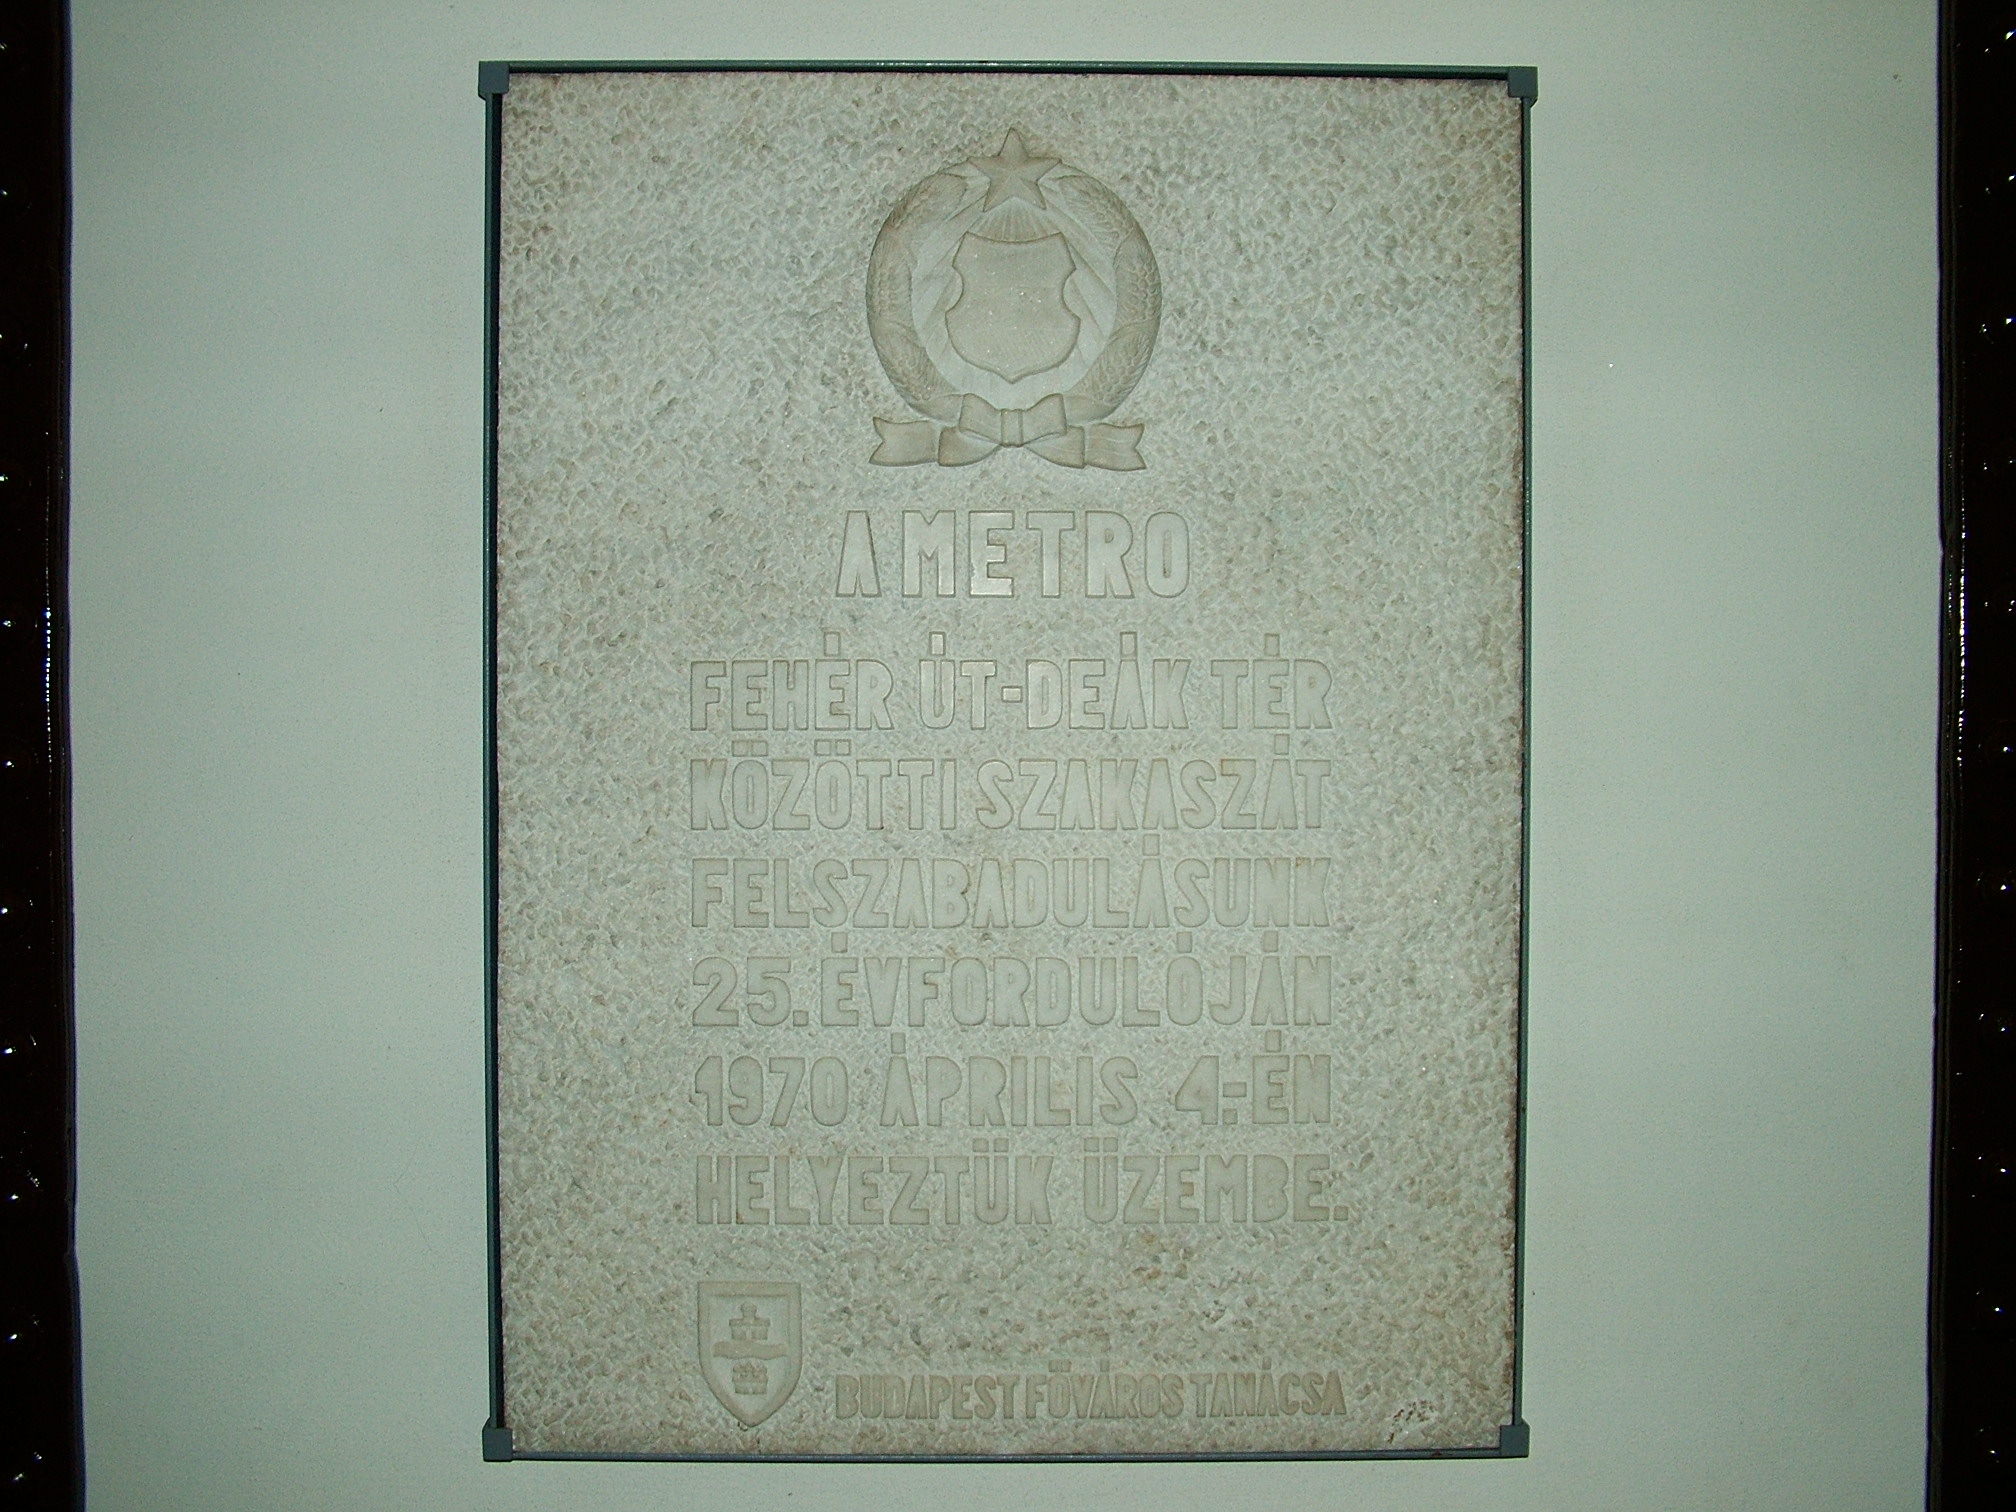 A METRO
FEHÉR ÚT-DEÁK TÉR
KÖZÖTTI SZAKASZÁT
FELSZABADULÁSUNK
25. ÉVFORDULÓJÁN
1970 ÁPRILIS 4.-ÉN
HELYEZTÜK ÜZEMBE.
BUDAPEST FŐVÁROS TANÁCSA